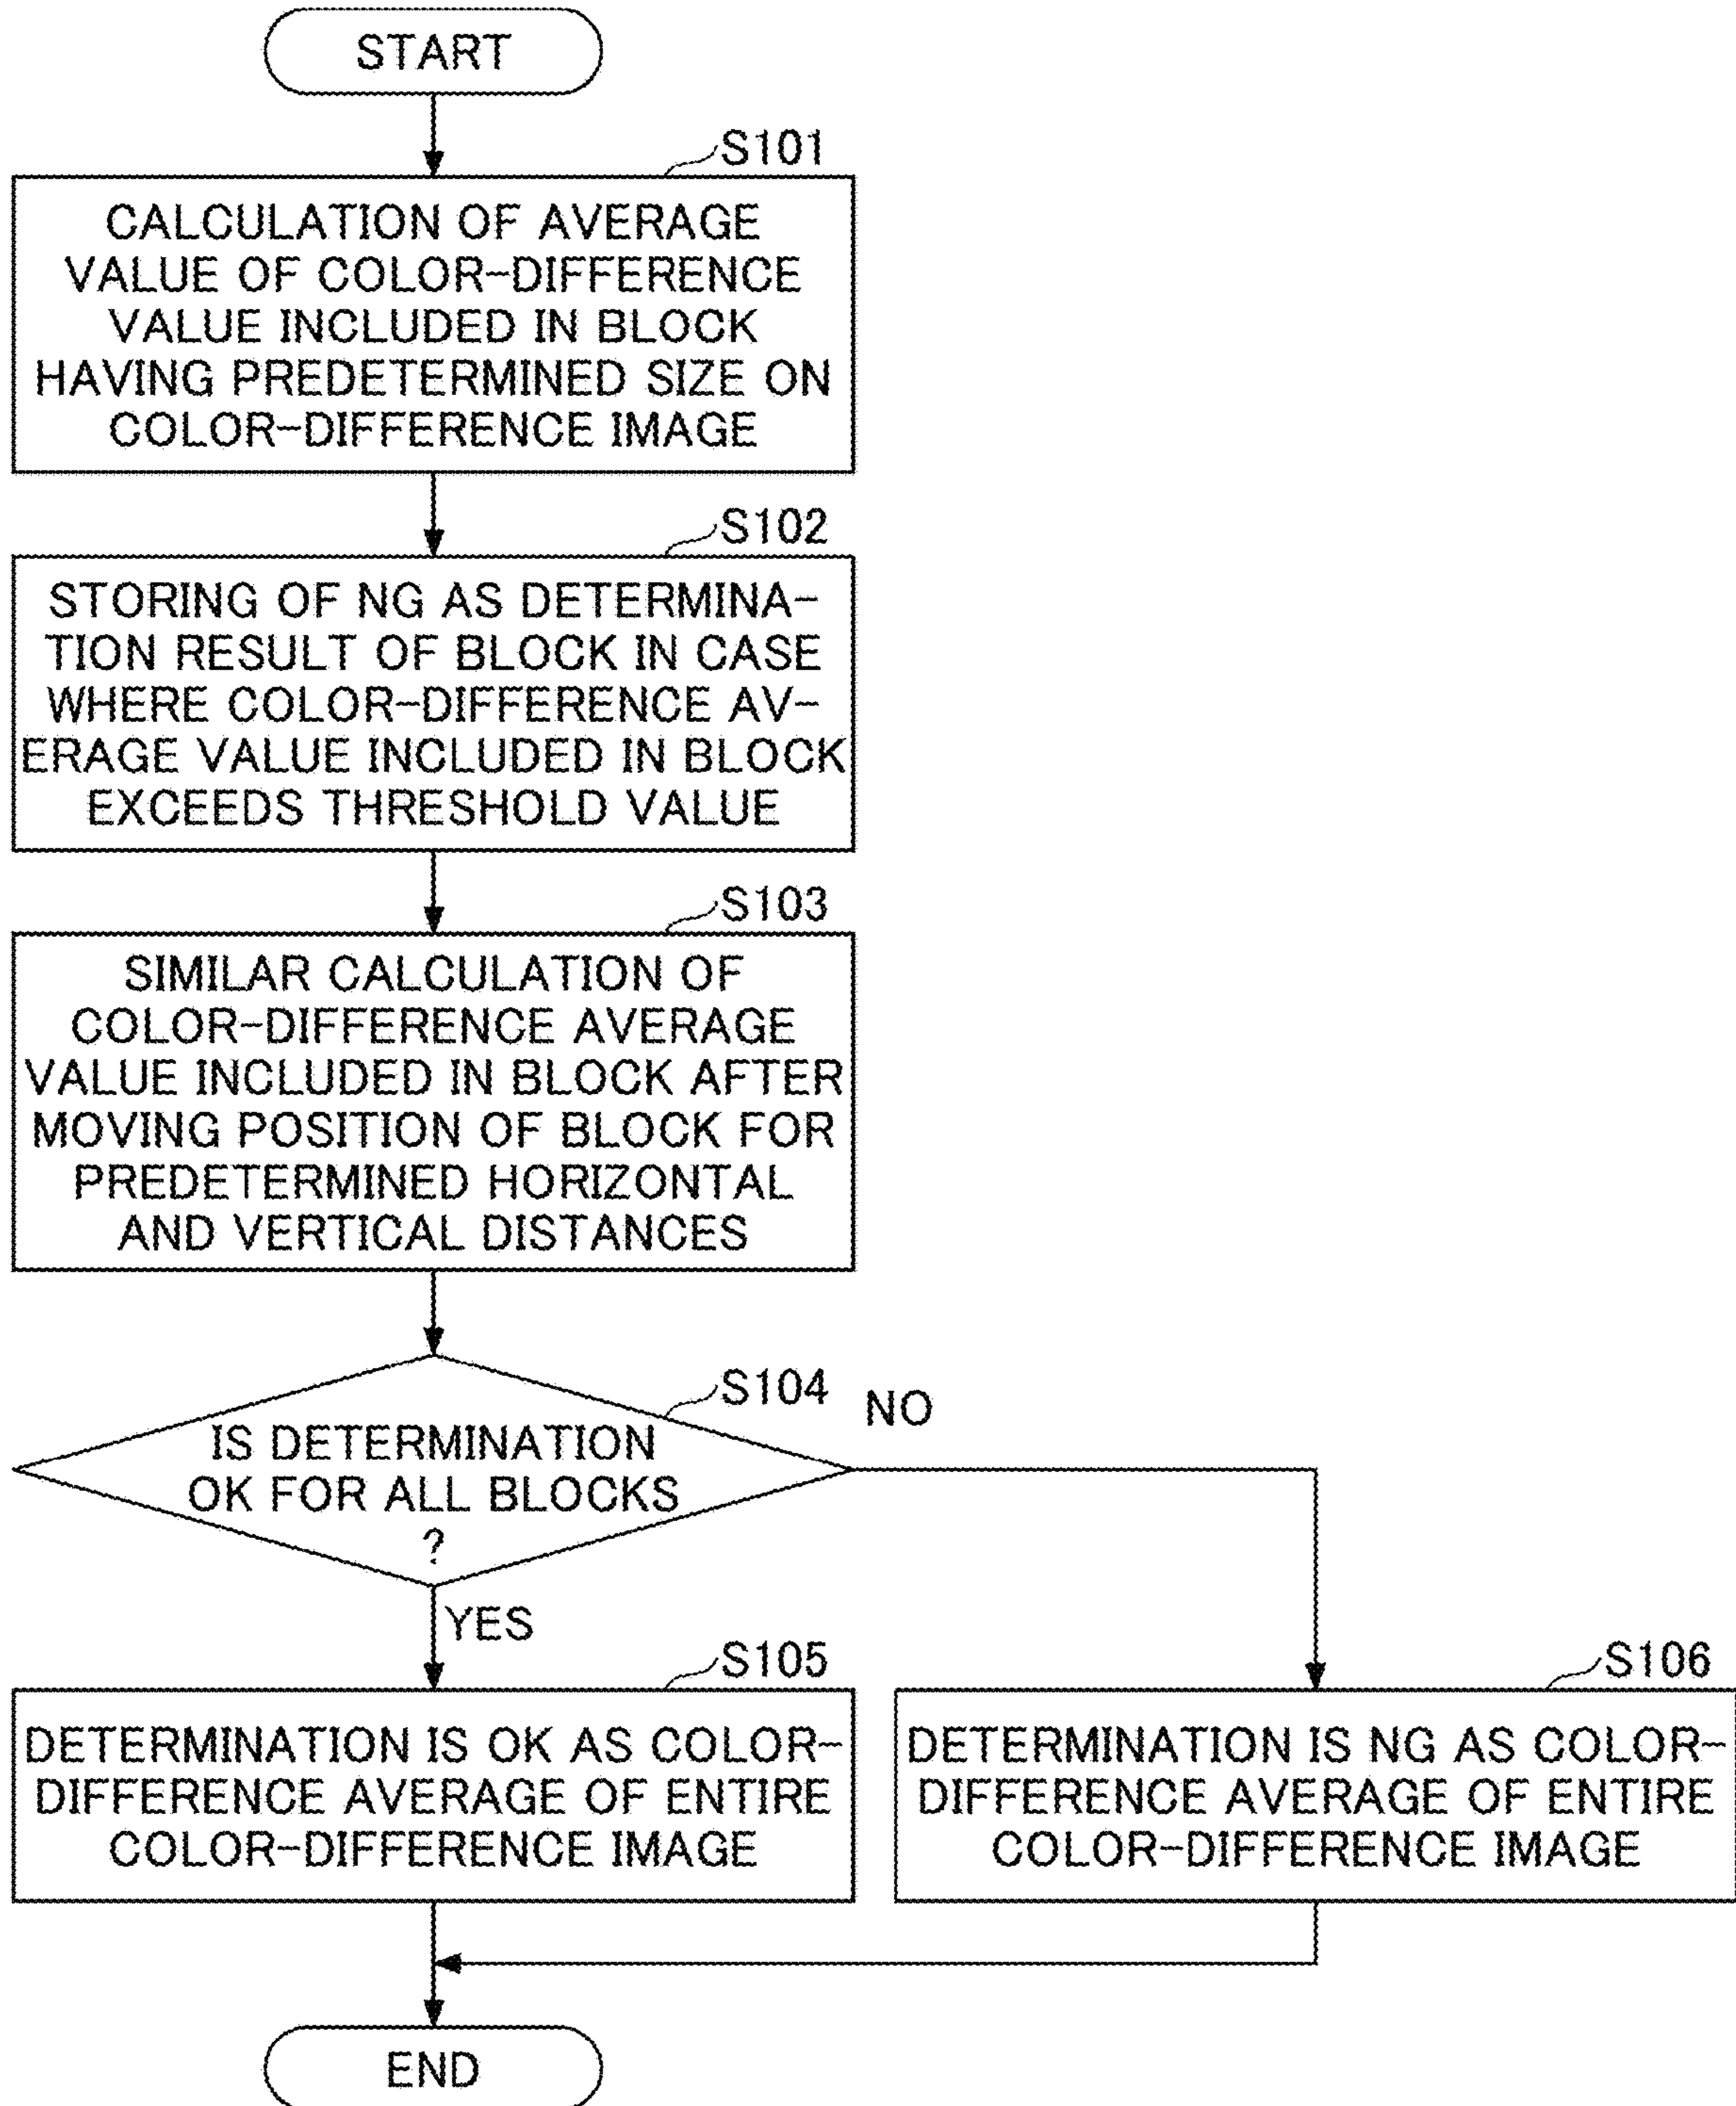 START
S101
CALCULATION OF AVERAGE
VALUE OF COLOR-DIFFERENCE
VALUE INCLUDED IN BLOCK
HAVING PREDETERMINED SIZE ON
COLOR-DIFFERENCE IMAGE
S102
STORING OF NG AS DETERMINA-
TION RESULT OF BLOCK IN CASE
WHERE COLOR-DIFFERENCE AV-
ERAGE VALUE INCLUDED IN BLOCK
EXCEEDS THRESHOLD VALUE
S103
SIMILAR CALCULATION OF
COLOR-DIFFERENCE AVERAGE
VALUE INCLUDED IN BLOCK AFTER
MOVING POSITION OF BLOCK FOR
PREDETERMINED HORIZONTAL
AND VERTICAL DISTANCES
S104
NO
IS DETERMINATION
OK FOR ALL BLOCKS
?
YES
S105
DETERMINATION IS OK AS COLOR-
DIFFERENCE AVERAGE OF ENTIRE
COLOR-DIFFERENCE IMAGE
S106
DETERMINATION IS NG AS COLOR-
DIFFERENCE AVERAGE OF ENTIRE
COLOR-DIFFERENCE IMAGE
END